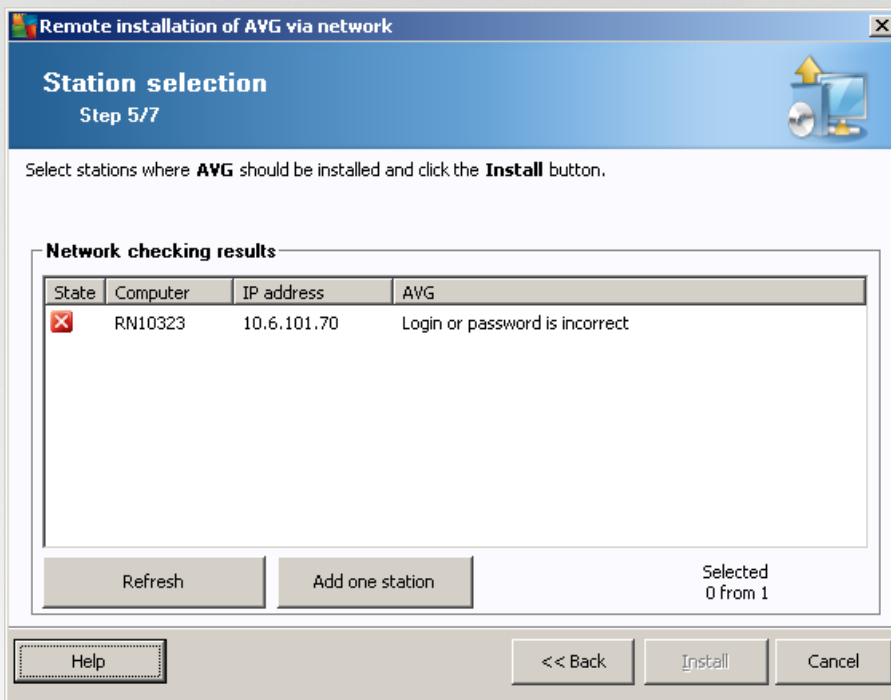 Remote installation of AVG via network
Station selection
Step 5/7
Select stations where AVG should be installed and click the Install button.
Network checking results
State Computer IP address AVG
RN10323 10.6.101.70 Login or password is incorrect
Refresh Add one station Selected
0 from 1
Help << Back Install Cancel